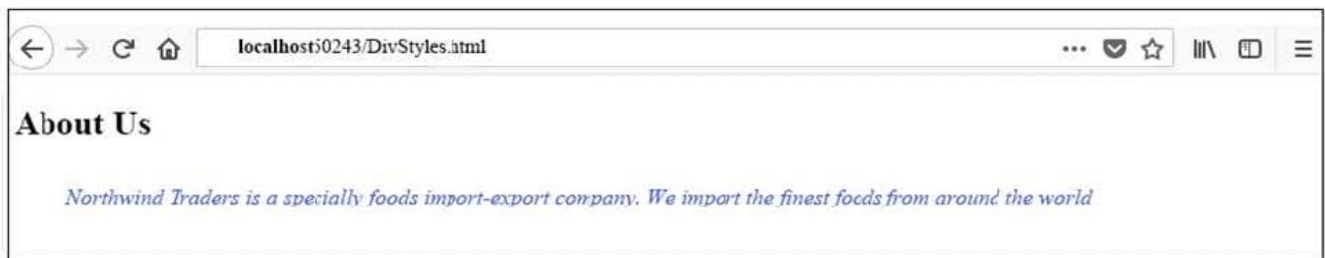 localhost:50243/DivStyles.html
About Us
Northwind Traders is a specially foods import-export company. We import the finest foods from around the world